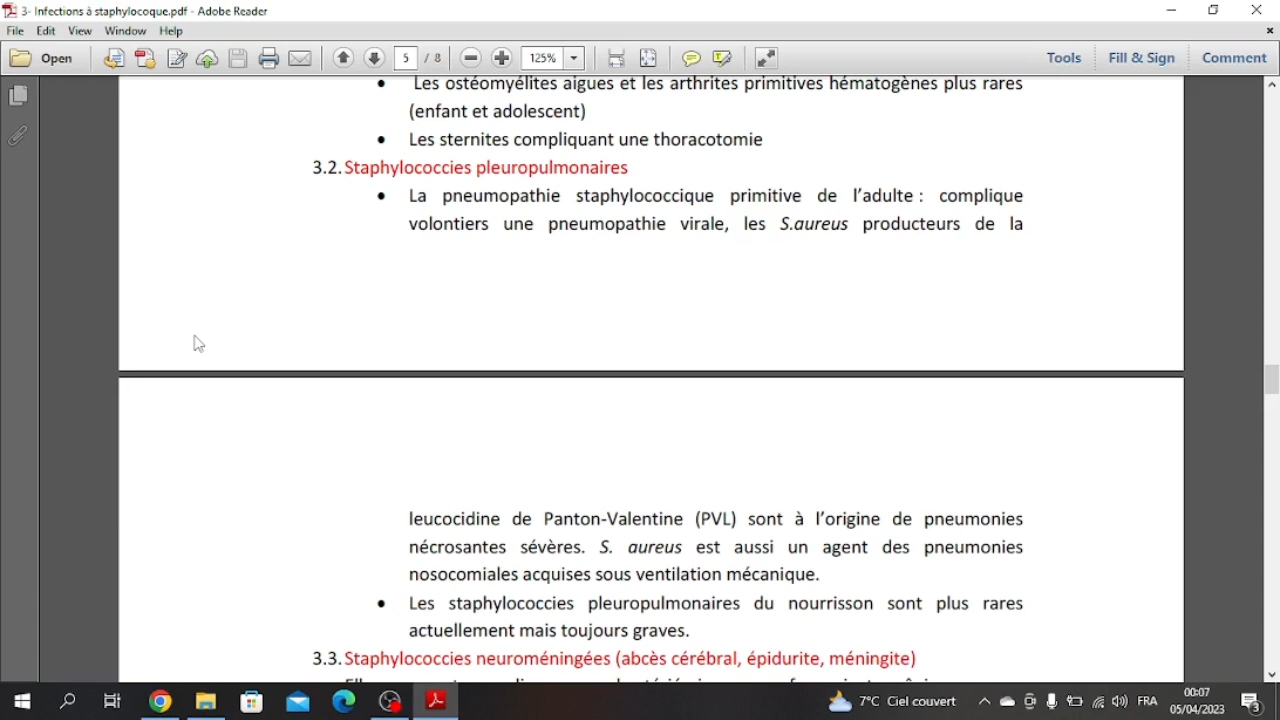 3- Infections à staphylocoque.pdf - Adobe Reader
File Edit View Window Help
Open 5 / 8 125% Tools Fill & Sign Comment
• Les ostéomyélites aigues et les arthrites primitives hématogènes plus rares
(enfant et adolescent)
• Les sternites compliquant une thoracotomie
3.2. Staphylococcies pleuropulmonaires
• La pneumopathie staphylococcique primitive de l’adulte : complique
volontiers une pneumopathie virale, les S.aureus producteurs de la
leucocidine de Panton-Valentine (PVL) sont à l’origine de pneumonies
nécrosantes sévères. S. aureus est aussi un agent des pneumonies
nosocomiales acquises sous ventilation mécanique.
• Les staphylococcies pleuropulmonaires du nourrisson sont plus rares
actuellement mais toujours graves.
3.3. Staphylococcies neuroméningées (abcès cérébral, épidurite, méningite)
7°C Ciel couvert FRA 00:07
05/04/2023 3